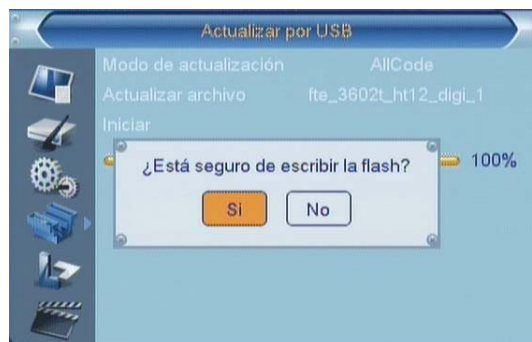 Actualizar por USB
Modo de actualización AllCode
Actualizar archivo fte_3602t_ht12_digi_1
Iniciar
100%
¿Está seguro de escribir la flash?
Si No